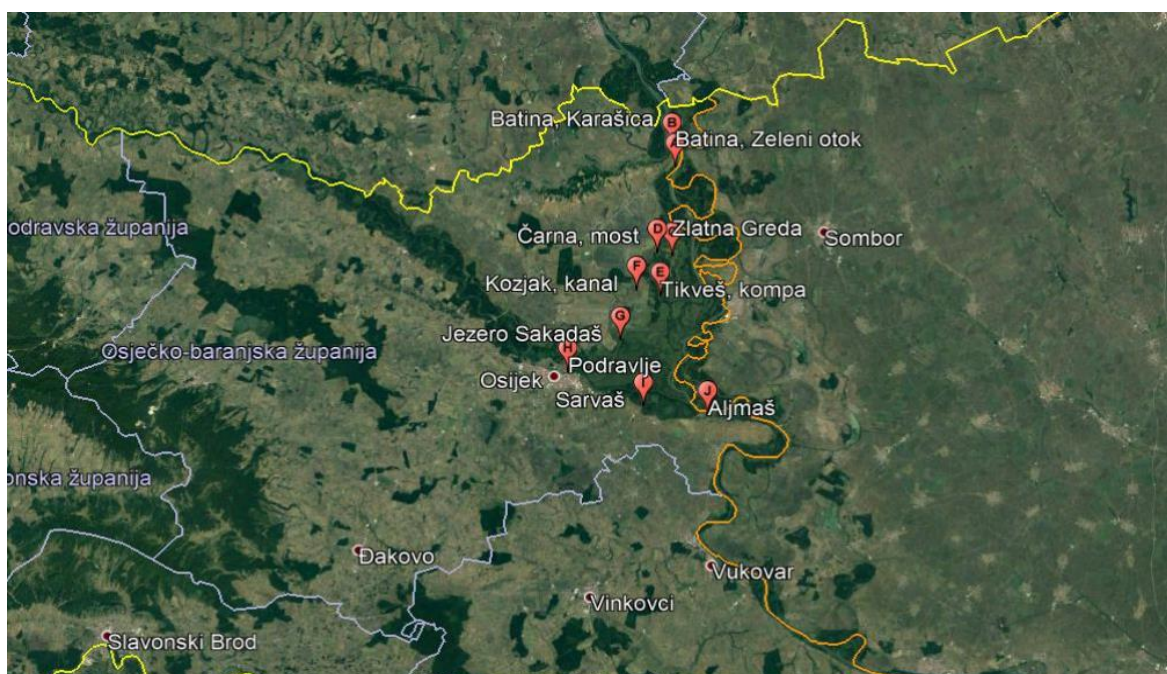 Batina, Karašica
B
Batina, Zeleni otok
odravska županija
Čarna, most
D
Zlatna Greda
Sombor
Kozjak, kanal
F
E
Tikveš, kompa
G
Jezero Sakadaš
Osječko-baranjska županija
H
Podravlje
Osijek
Sarvaš
I
J
Aljmaš
onska županija
Đakovo
Vukovar
Vinkovci
Slavonski Brod